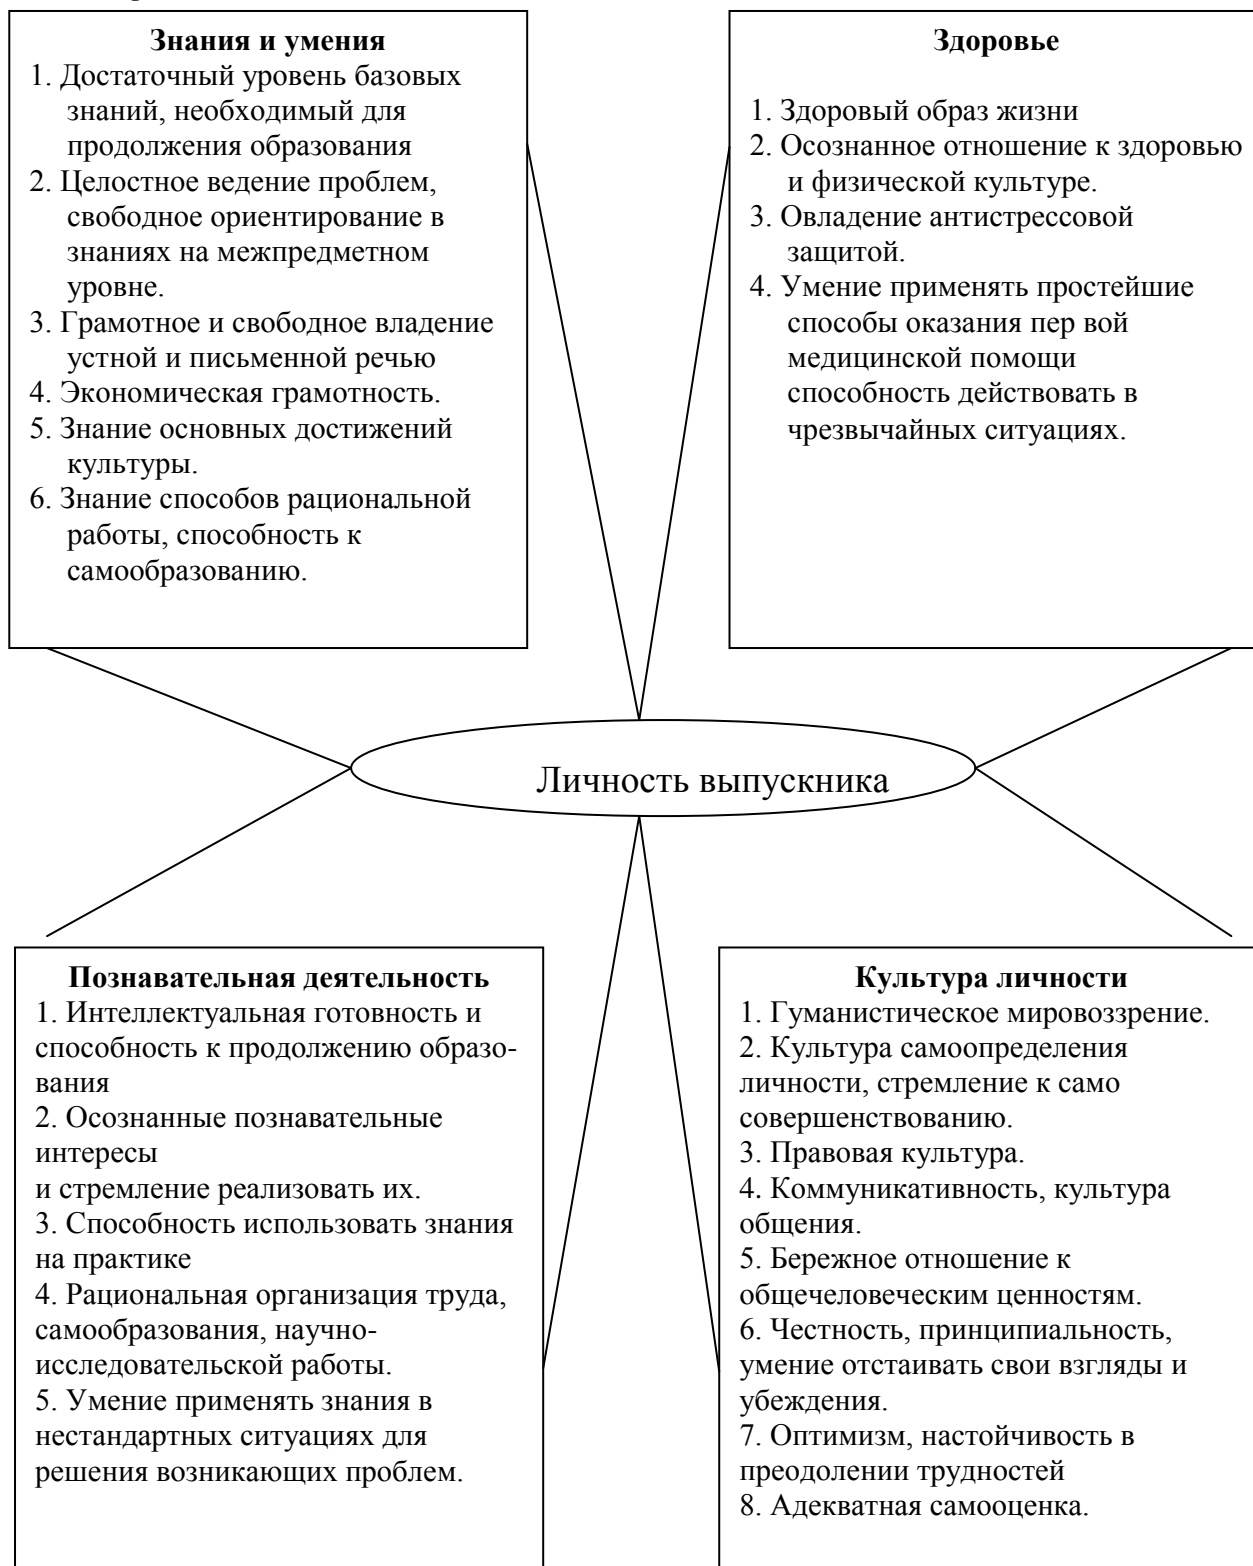 Знания и умения
1. Достаточный уровень базовых
знаний, необходимый для
продолжения образования
2. Целостное ведение проблем,
свободное ориентирование в
знаниях на межпредметном
уровне.
3. Грамотное и свободное владение
устной и письменной речью
4. Экономическая грамотность.
5. Знание основных достижений
культуры.
6. Знание способов рациональной
работы, способность к
самообразованию.
Здоровье
1. Здоровый образ жизни
2. Осознанное отношение к здоровью
и физической культуре.
3. Овладение антистрессовой
защитой.
4. Умение применять простейшие
способы оказания пер вой
медицинской помощи
способность действовать в
чрезвычайных ситуациях.
Личность выпускника
Познавательная деятельность
1. Интеллектуальная готовность и
способность к продолжению образо-
вания
2. Осознанные познавательные
интересы
и стремление реализовать их.
3. Способность использовать знания
на практике
4. Рациональная организация труда,
самообразования, научно-
исследовательской работы.
5. Умение применять знания в
нестандартных ситуациях для
решения возникающих проблем.
Культура личности
1. Гуманистическое мировоззрение.
2. Культура самоопределения
личности, стремление к само
совершенствованию.
3. Правовая культура.
4. Коммуникативность, культура
общения.
5. Бережное отношение к
общечеловеческим ценностям.
6. Честность, принципиальность,
умение отстаивать свои взгляды и
убеждения.
7. Оптимизм, настойчивость в
преодолении трудностей
8. Адекватная самооценка.